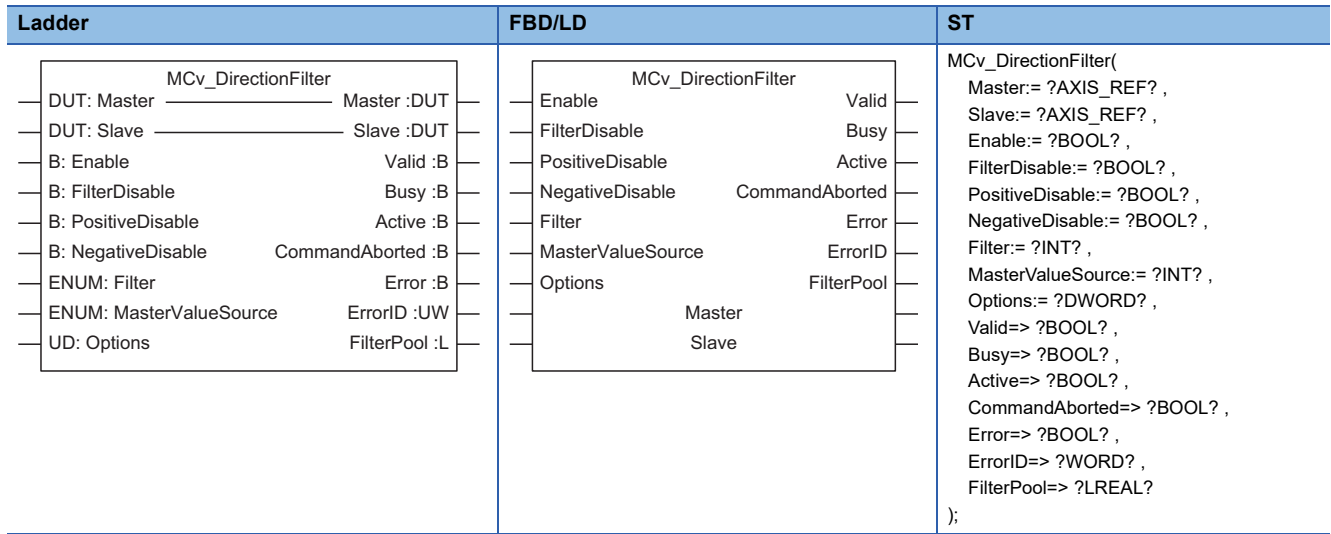 Ladder
FBD/LD
ST
MCv_DirectionFilter
DUT: Master Master :DUT
DUT: Slave Slave :DUT
B: Enable Valid :B
B: FilterDisable Busy :B
B: PositiveDisable Active :B
B: NegativeDisable CommandAborted :B
ENUM: Filter Error :B
ENUM: MasterValueSource ErrorID :UW
UD: Options FilterPool :L
MCv_DirectionFilter
Enable Valid
FilterDisable Busy
PositiveDisable Active
NegativeDisable CommandAborted
Filter Error
MasterValueSource ErrorID
Options FilterPool
Master
Slave
MCv_DirectionFilter(
Master:= ?AXIS_REF? ,
Slave:= ?AXIS_REF? ,
Enable:= ?BOOL? ,
FilterDisable:= ?BOOL? ,
PositiveDisable:= ?BOOL? ,
NegativeDisable:= ?BOOL? ,
Filter:= ?INT? ,
MasterValueSource:= ?INT? ,
Options:= ?DWORD? ,
Valid=> ?BOOL? ,
Busy=> ?BOOL? ,
Active=> ?BOOL? ,
CommandAborted=> ?BOOL? ,
Error=> ?BOOL? ,
ErrorID=> ?WORD? ,
FilterPool=> ?LREAL?
);